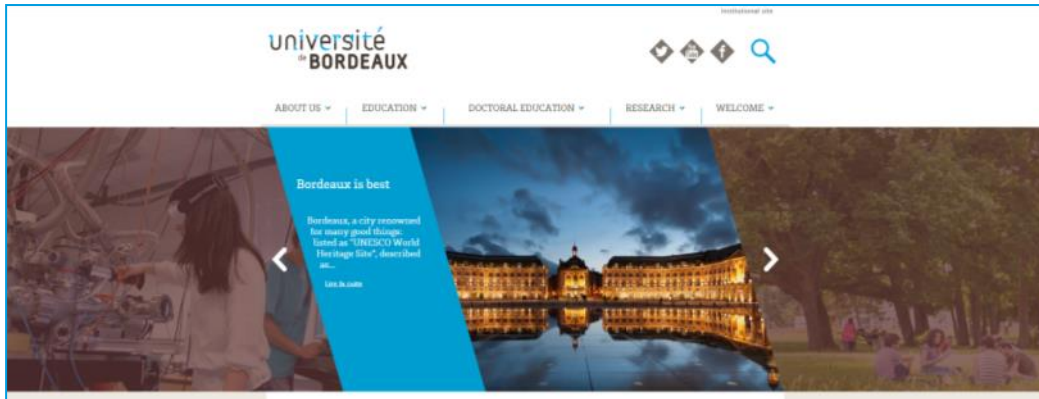 Institutional site
université
de BORDEAUX
ABOUT US
EDUCATION
DOCTORAL EDUCATION
RESEARCH
WELCOME
Bordeaux is best
Bordeaux, a city renowned
for many good things:
listed as "UNESCO World
Heritage Site", described
as...
Lire la suite